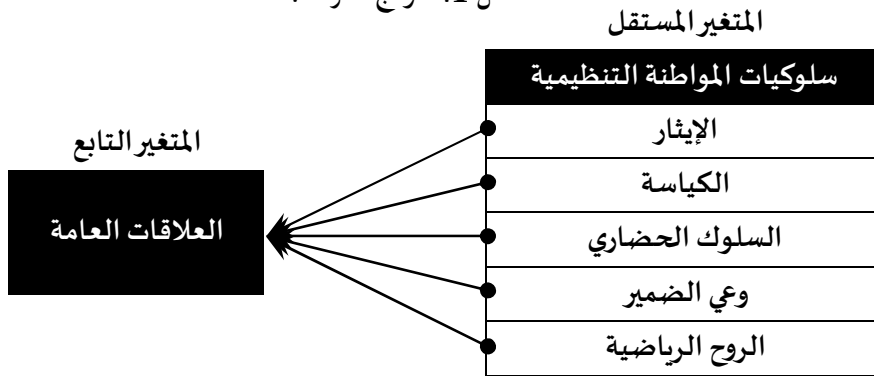 المتغير المستقل
سلوكيات المواطنة التنظيمية
الإيثار
الكياسة
السلوك الحضاري
وعي الضمير
الروح الرياضية
المتغير التابع
العلاقات العامة